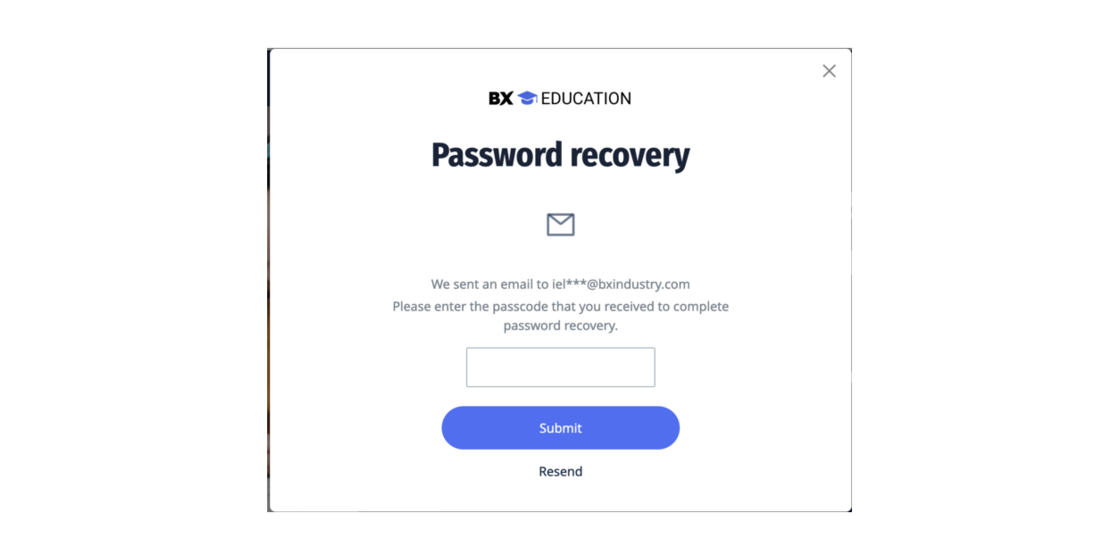 BX EDUCATION
Password recovery
We sent an email to iel***@bxindustry.com
Please enter the passcode that you received to complete
password recovery.
Submit
Resend